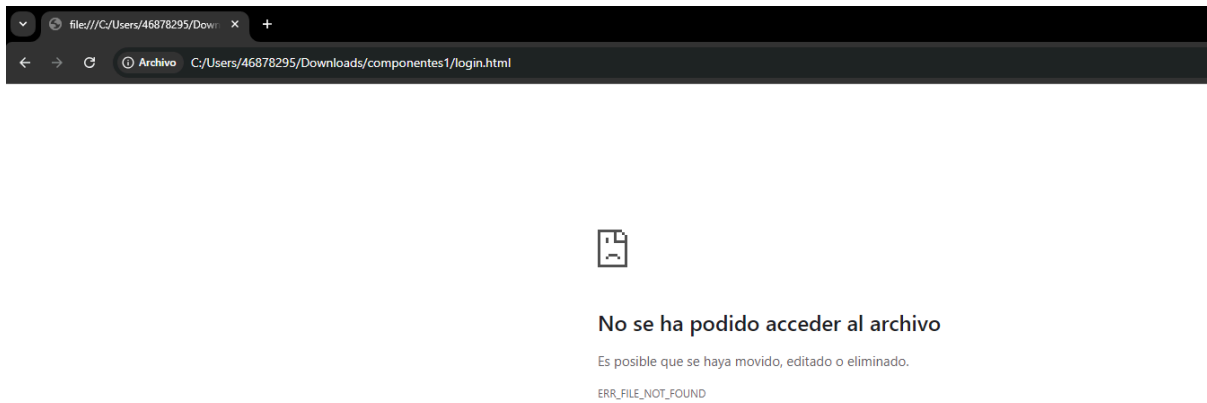 file:///C:/Users/46878295/Down
Archivo C:/Users/46878295/Downloads/componentes1/login.html
No se ha podido acceder al archivo
Es posible que se haya movido, editado o eliminado.
ERR_FILE_NOT_FOUND